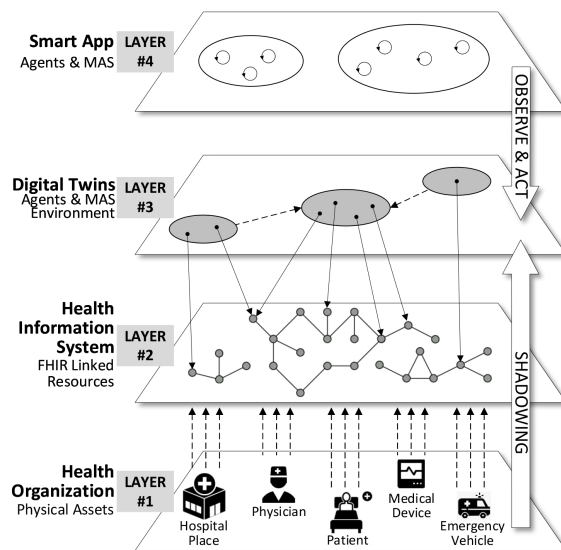 Smart App
Agents & MAS
LAYER
#4
OBSERVE & ACT
Digital Twins
Agents & MAS
Environment
LAYER
#3
Health
Information
System
FHIR Linked
Resources
LAYER
#2
SHADOWING
Health
Organization
Physical Assets
LAYER
#1
Hospital
Place
Physician
Patient
Medical
Device
Emergency
Vehicle